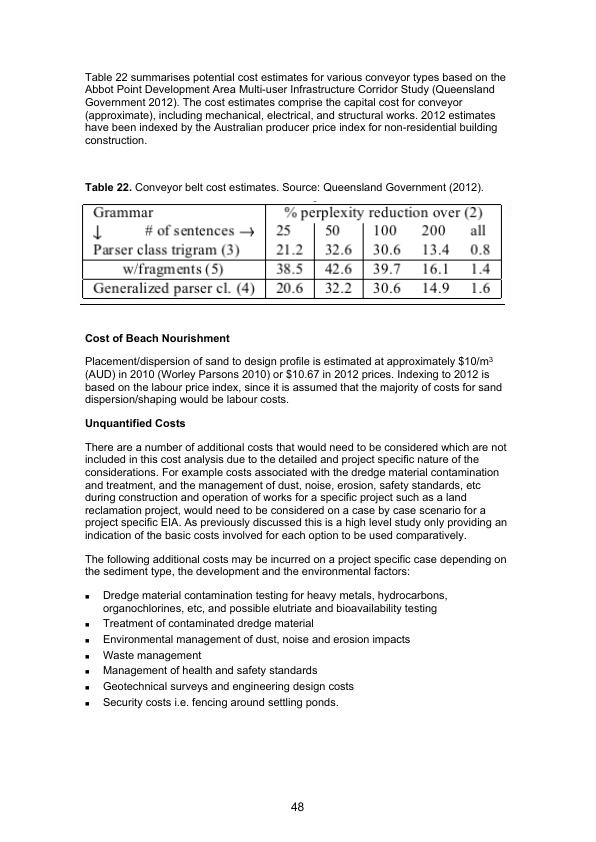 Table 22 summarises potential cost estimates for various conveyor types based on the
Abbot Point Development Area Multi-user Infrastructure Corridor Study (Queensland
Government 2012). The cost estimates comprise the capital cost for conveyor
(approximate), including mechanical, electrical, and structural works. 2012 estimates
have been indexed by the Australian producer price index for non-residential building
construction.
Table 22. Conveyor belt cost estimates. Source: Queensland Government (2012).
Grammar % perplexity reduction over (2)
↓ # of sentences → 25 50 100 200 all
Parser class trigram (3) 21.2 32.6 30.6 13.4 0.8
w/fragments (5) 38.5 42.6 39.7 16.1 1.4
Generalized parser cl. (4) 20.6 32.2 30.6 14.9 1.6
Cost of Beach Nourishment
Placement/dispersion of sand to design profile is estimated at approximately $10/m³
(AUD) in 2010 (Worley Parsons 2010) or $10.67 in 2012 prices. Indexing to 2012 is
based on the labour price index, since it is assumed that the majority of costs for sand
dispersion/shaping would be labour costs.
Unquantified Costs
There are a number of additional costs that would need to be considered which are not
included in this cost analysis due to the detailed and project specific nature of the
considerations. For example costs associated with the dredge material contamination
and treatment, and the management of dust, noise, erosion, safety standards, etc
during construction and operation of works for a specific project such as a land
reclamation project, would need to be considered on a case by case scenario for a
project specific EIA. As previously discussed this is a high level study only providing an
indication of the basic costs involved for each option to be used comparatively.
The following additional costs may be incurred on a project specific case depending on
the sediment type, the development and the environmental factors:
▪ Dredge material contamination testing for heavy metals, hydrocarbons,
organochlorines, etc, and possible elutriate and bioavailability testing
▪ Treatment of contaminated dredge material
▪ Environmental management of dust, noise and erosion impacts
▪ Waste management
▪ Management of health and safety standards
▪ Geotechnical surveys and engineering design costs
▪ Security costs i.e. fencing around settling ponds.
48